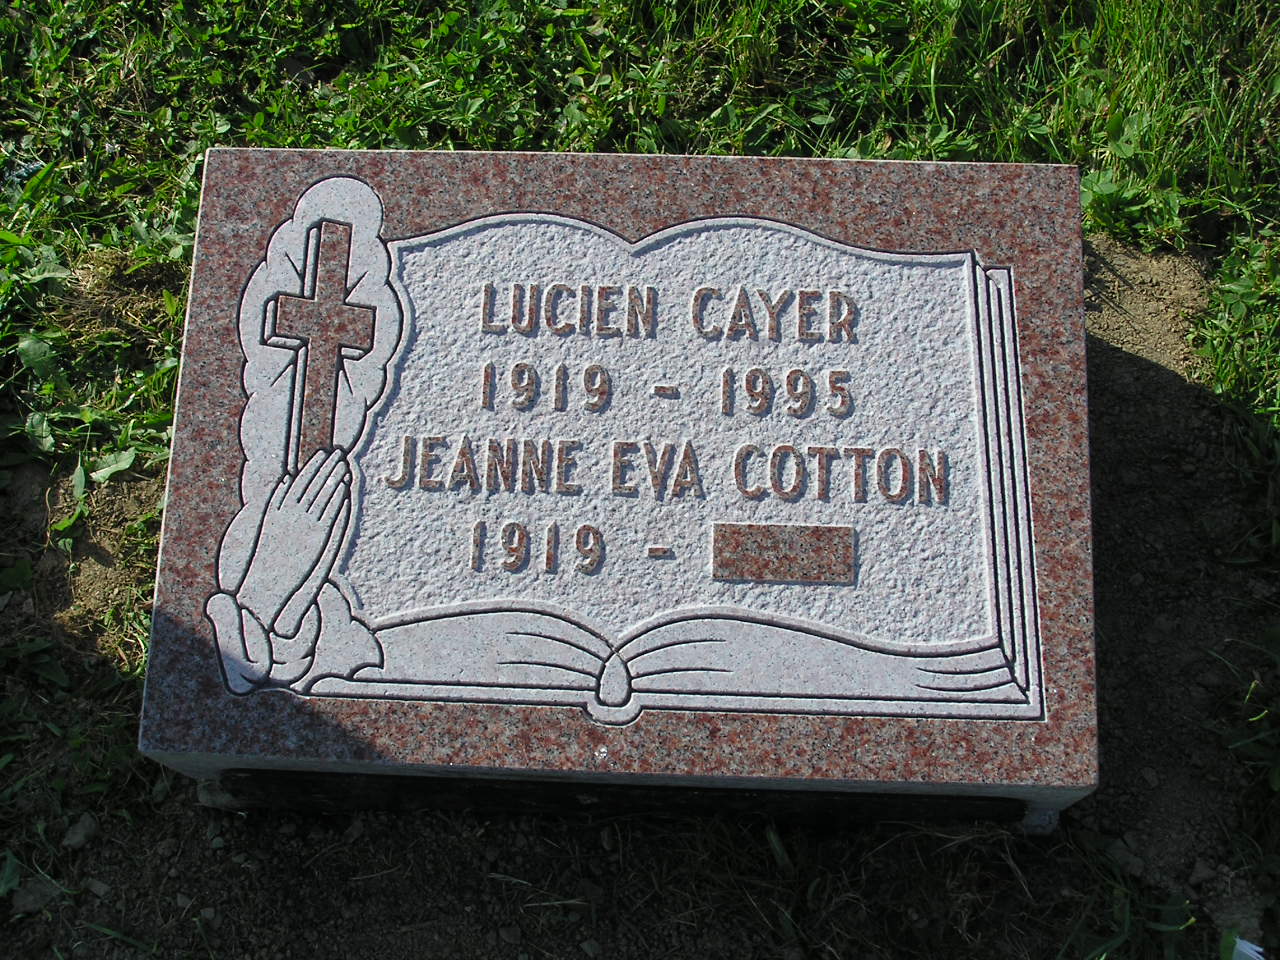 LUCIEN CAYER
1919 - 1995
JEANNE EVA COTTON
1919 -